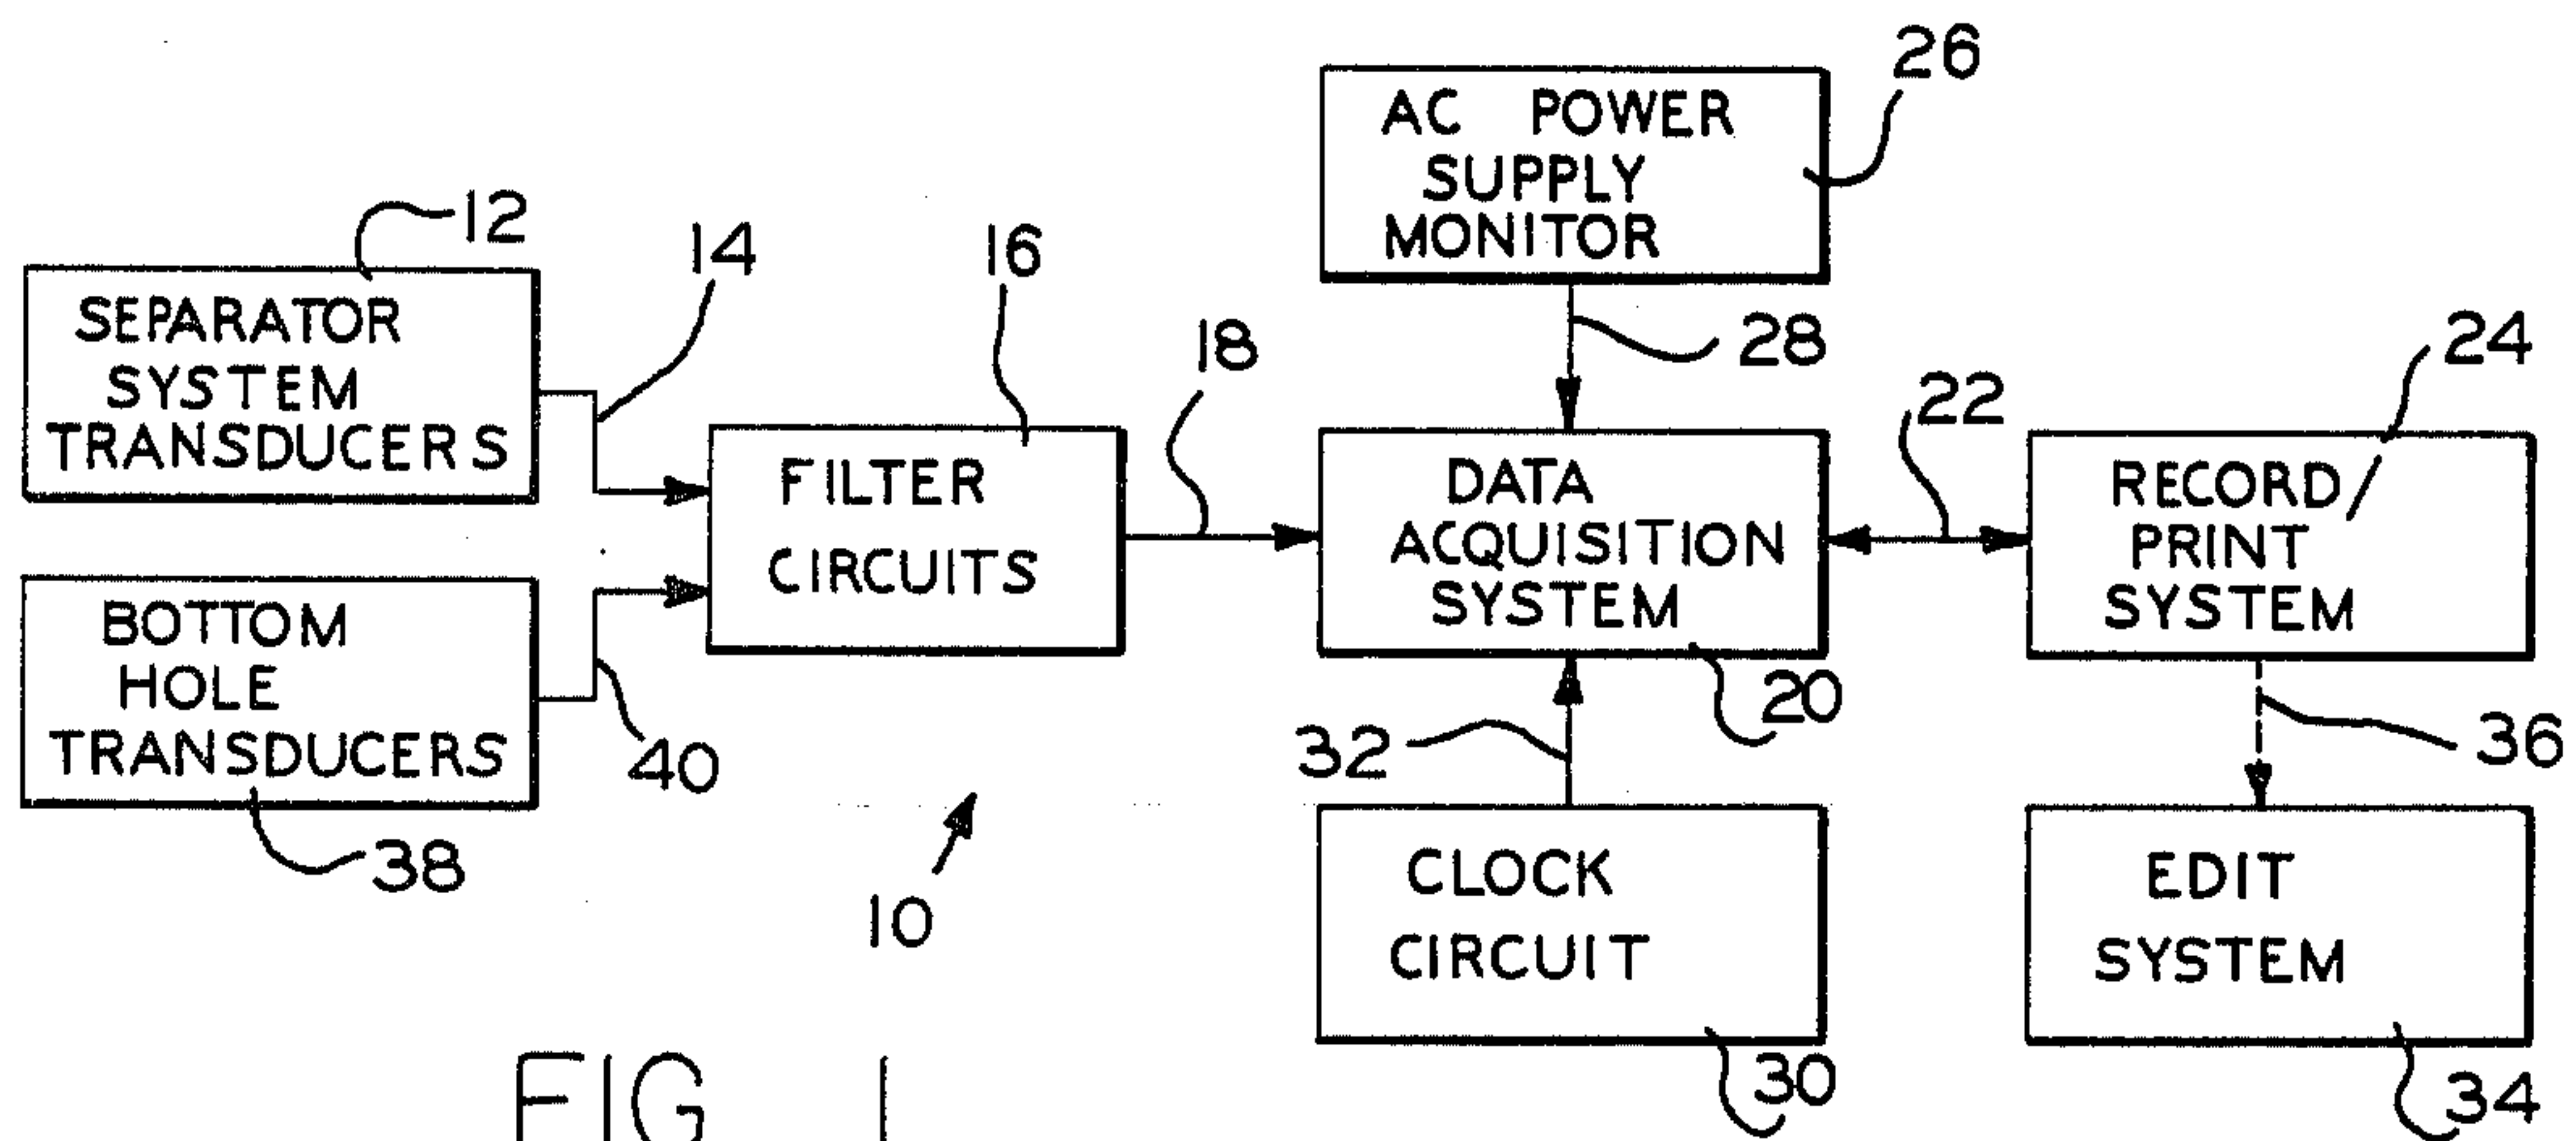 26
AC POWER
SUPPLY
MONITOR
12
14
16
SEPARATOR
SYSTEM
TRANSDUCERS
18
28
22
24
FILTER
CIRCUITS
DATA
ACQUISITION
SYSTEM
RECORD/
PRINT
SYSTEM
BOTTOM
HOLE
TRANSDUCERS
40
38
32
20
36
10
CLOCK
CIRCUIT
30
EDIT
SYSTEM
34
FIG 1